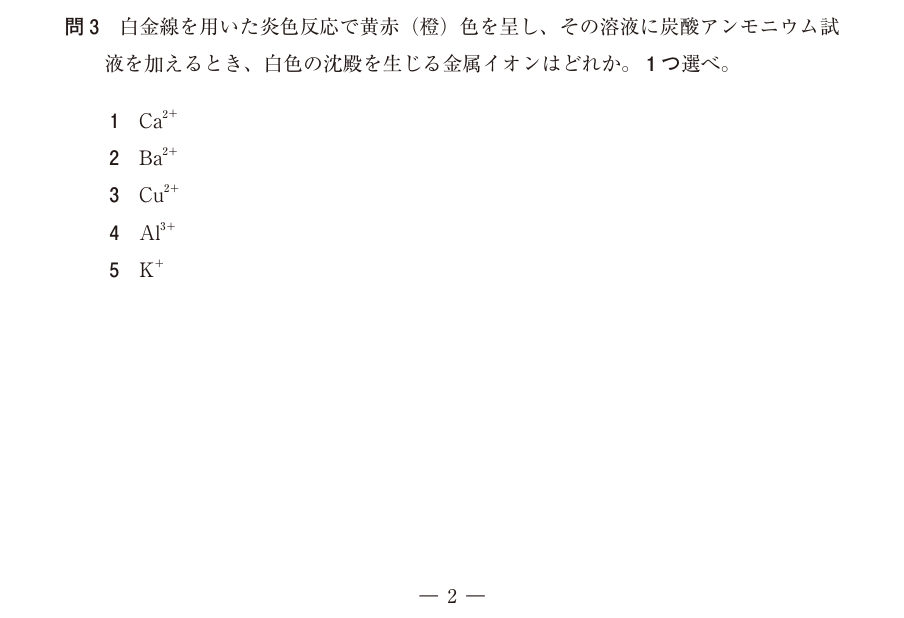 問3 白金線を用いた炎色反応で黄赤（橙）色を呈し、その溶液に炭酸アンモニウム試
液を加えるとき、白色の沈殿を生じる金属イオンはどれか。1つ選べ。
1 Ca²⁺
2 Ba²⁺
3 Cu²⁺
4 Al³⁺
5 K⁺
— 2 —